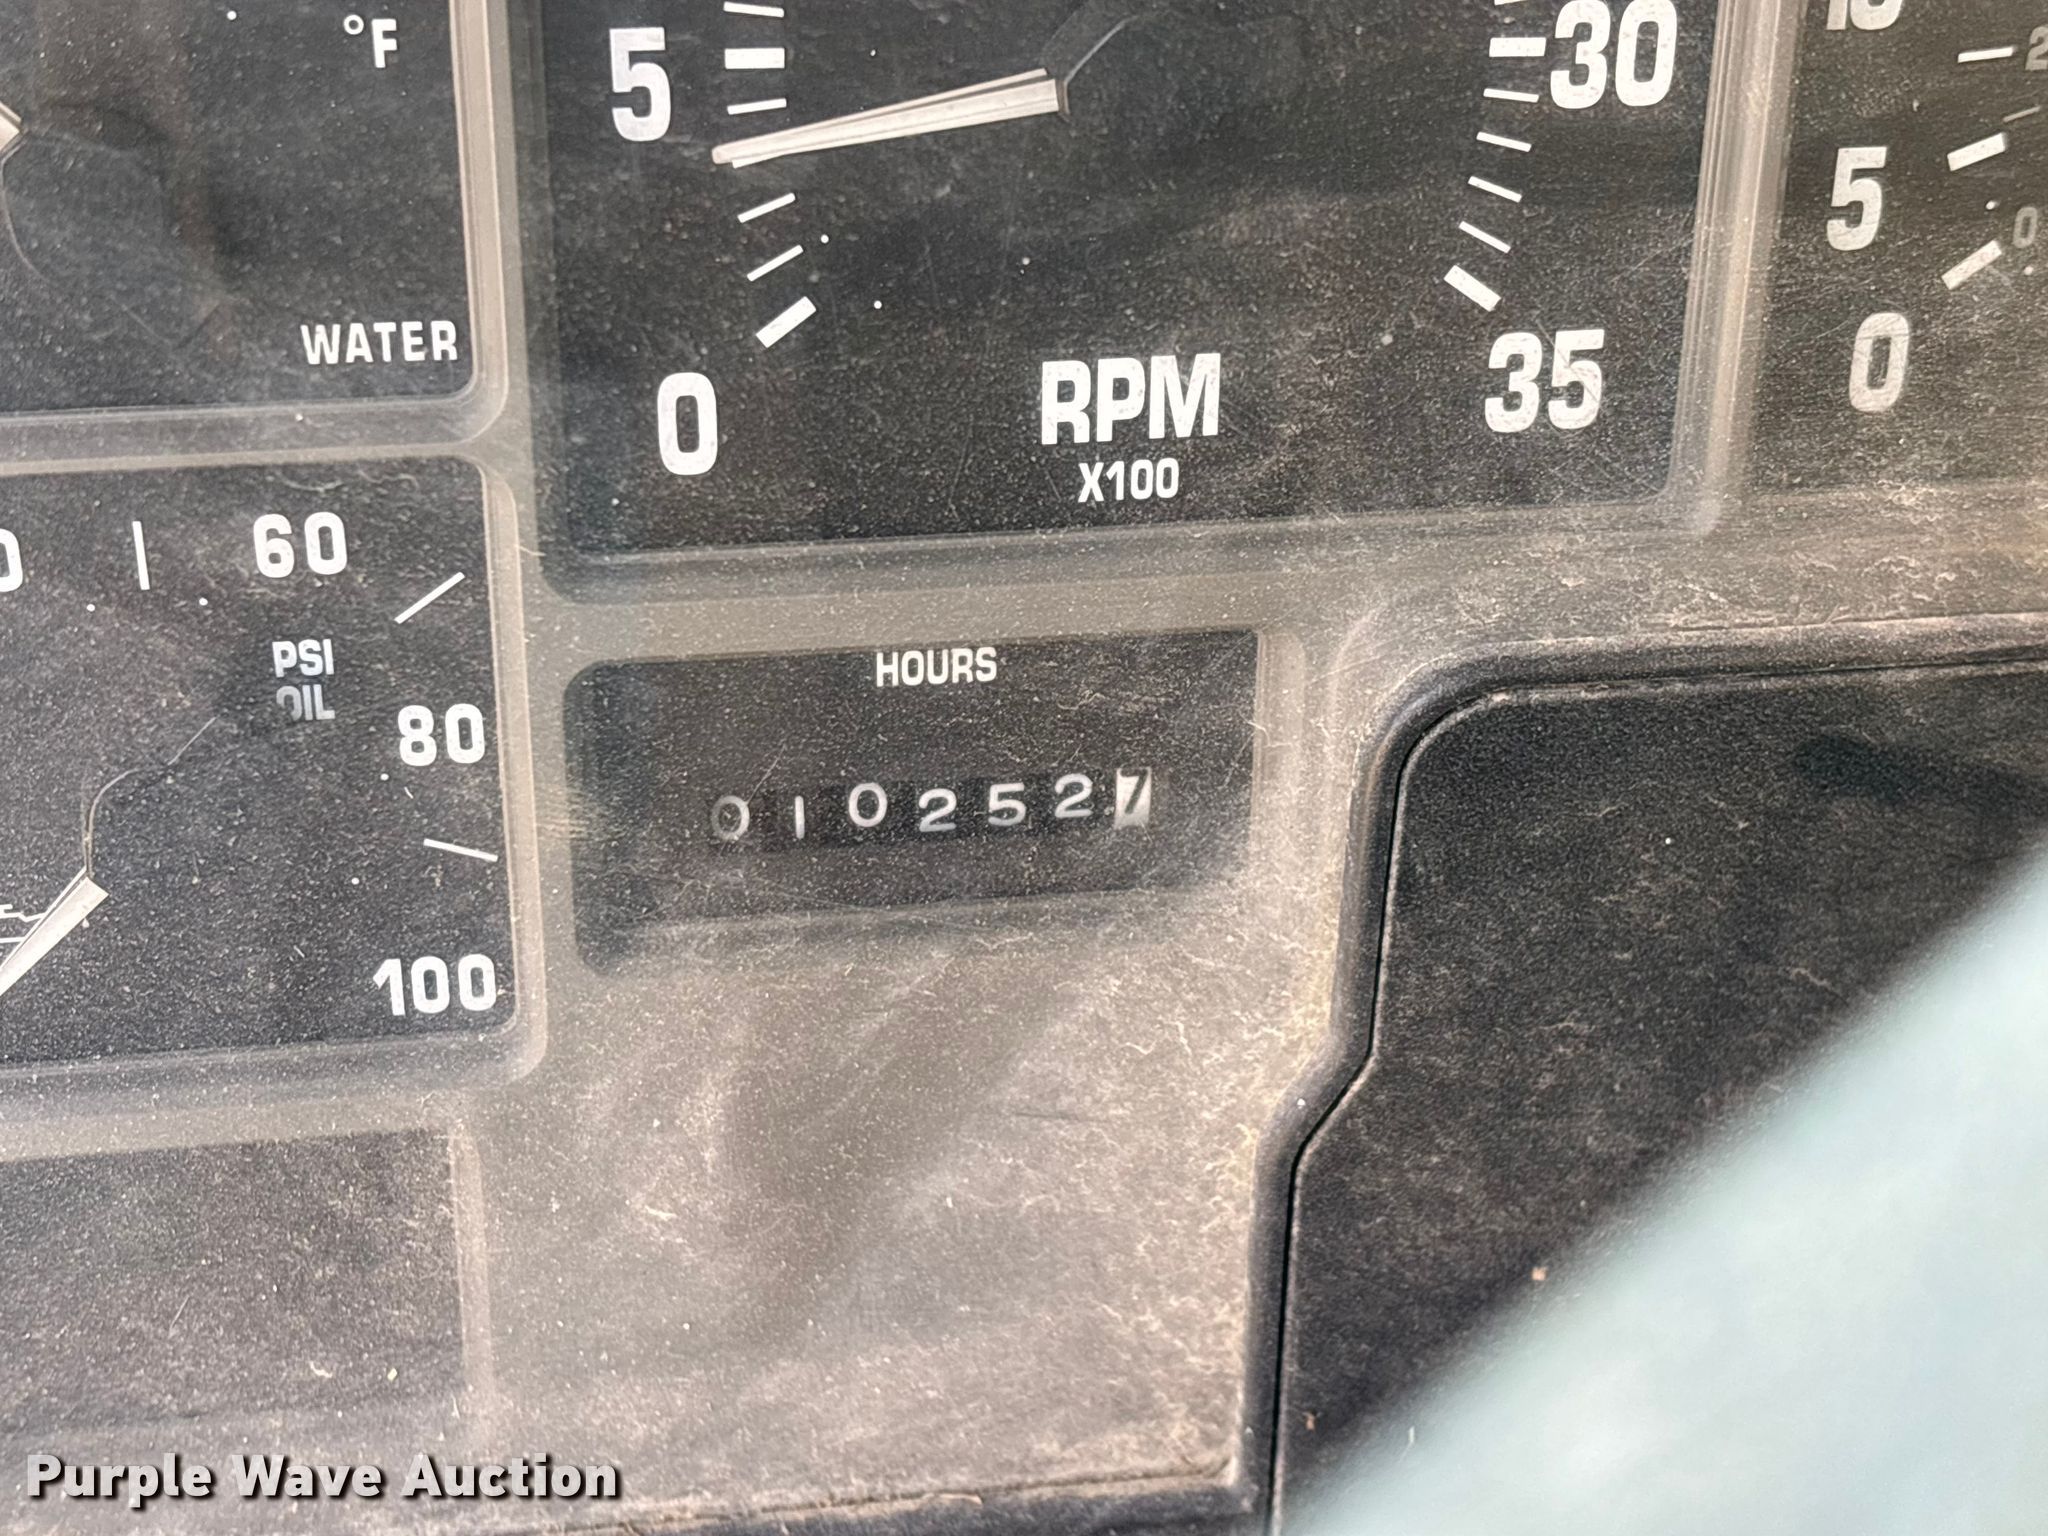 °F
WATER
5
0
RPM
X100
30
35
5
0
0
60
PSI
OIL
80
100
HOURS
0102527
Purple Wave Auction